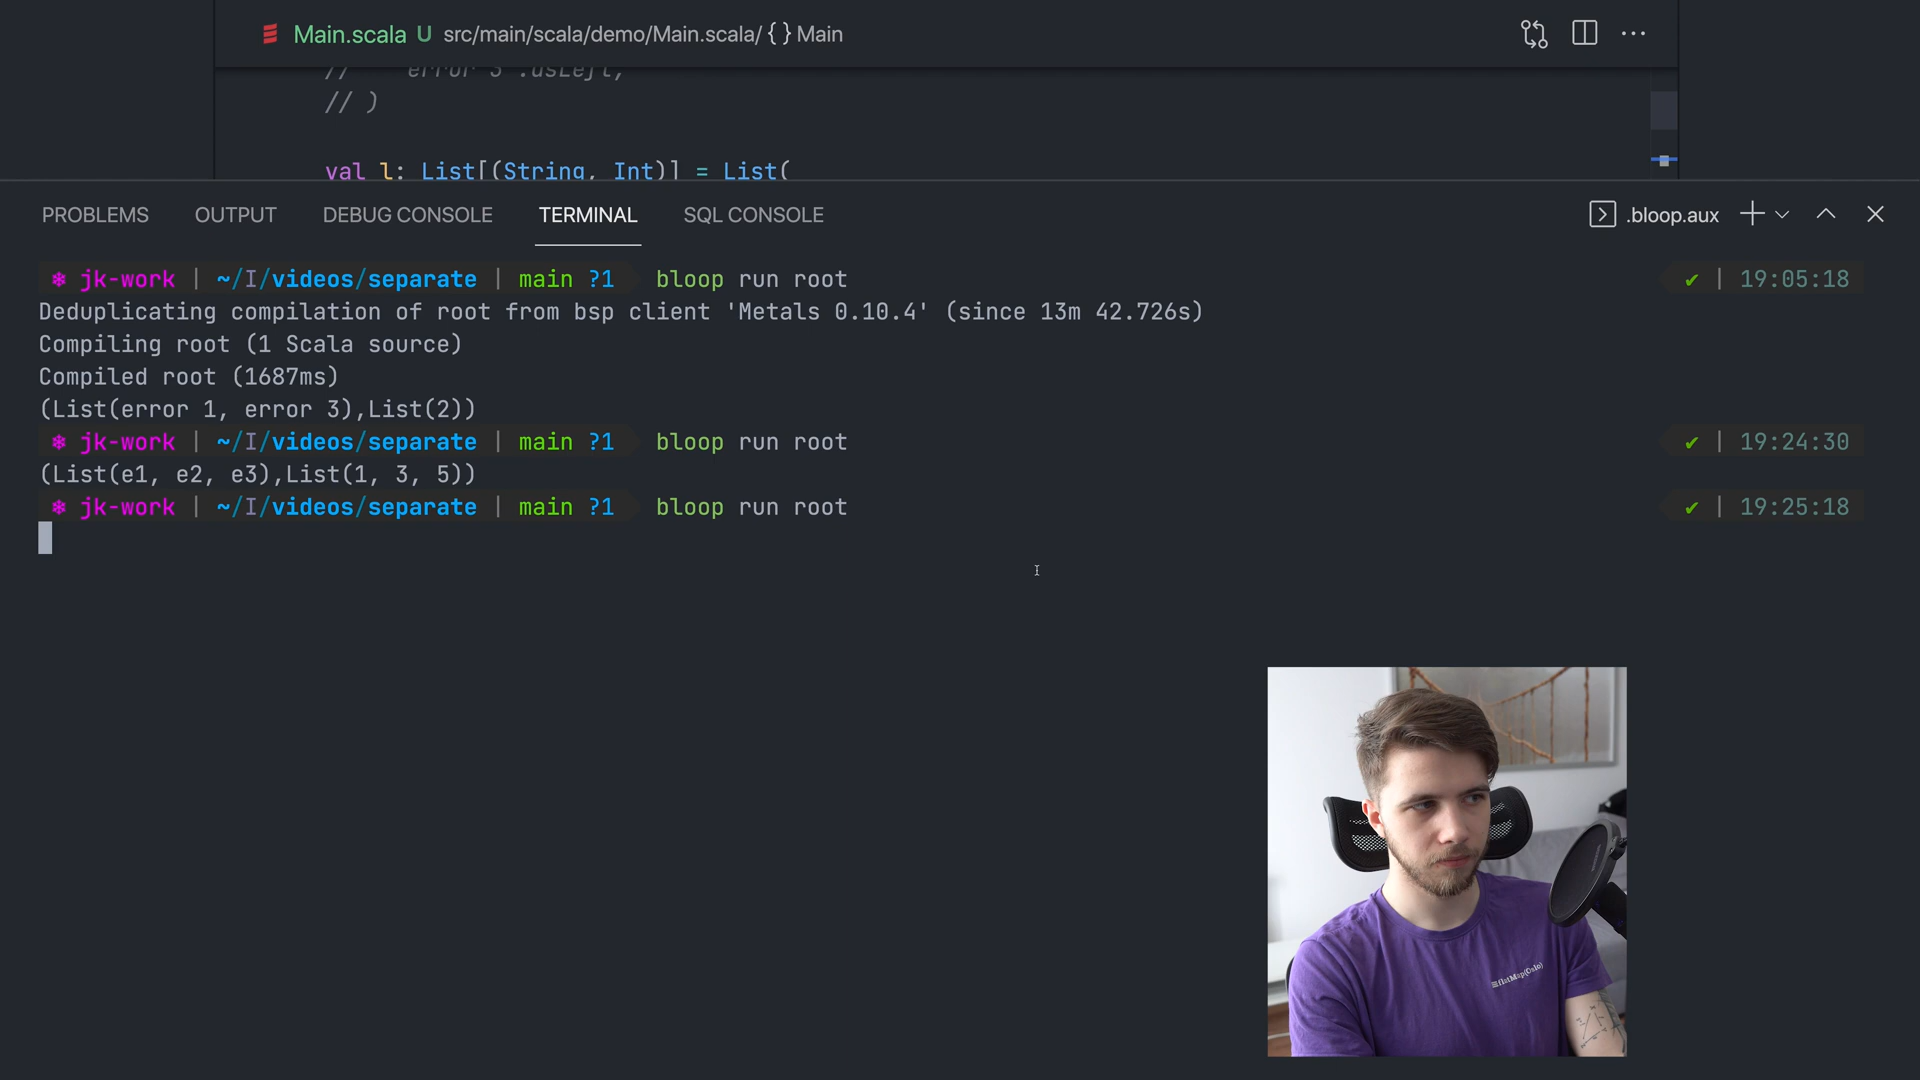 Main.scala U src/main/scala/demo/Main.scala/ {} Main
// error 3".asLeft,
// )
val l: List[(String, Int)] = List(
PROBLEMS OUTPUT DEBUG CONSOLE TERMINAL SQL CONSOLE .bloop.aux
jk-work | ~/I/videos/separate | main ?1 bloop run root ✔ | 19:05:18
Deduplicating compilation of root from bsp client 'Metals 0.10.4' (since 13m 42.726s)
Compiling root (1 Scala source)
Compiled root (1687ms)
(List(error 1, error 3),List(2))
jk-work | ~/I/videos/separate | main ?1 bloop run root ✔ | 19:24:30
(List(e1, e2, e3),List(1, 3, 5))
jk-work | ~/I/videos/separate | main ?1 bloop run root ✔ | 19:25:18
flatMap(Oslo)